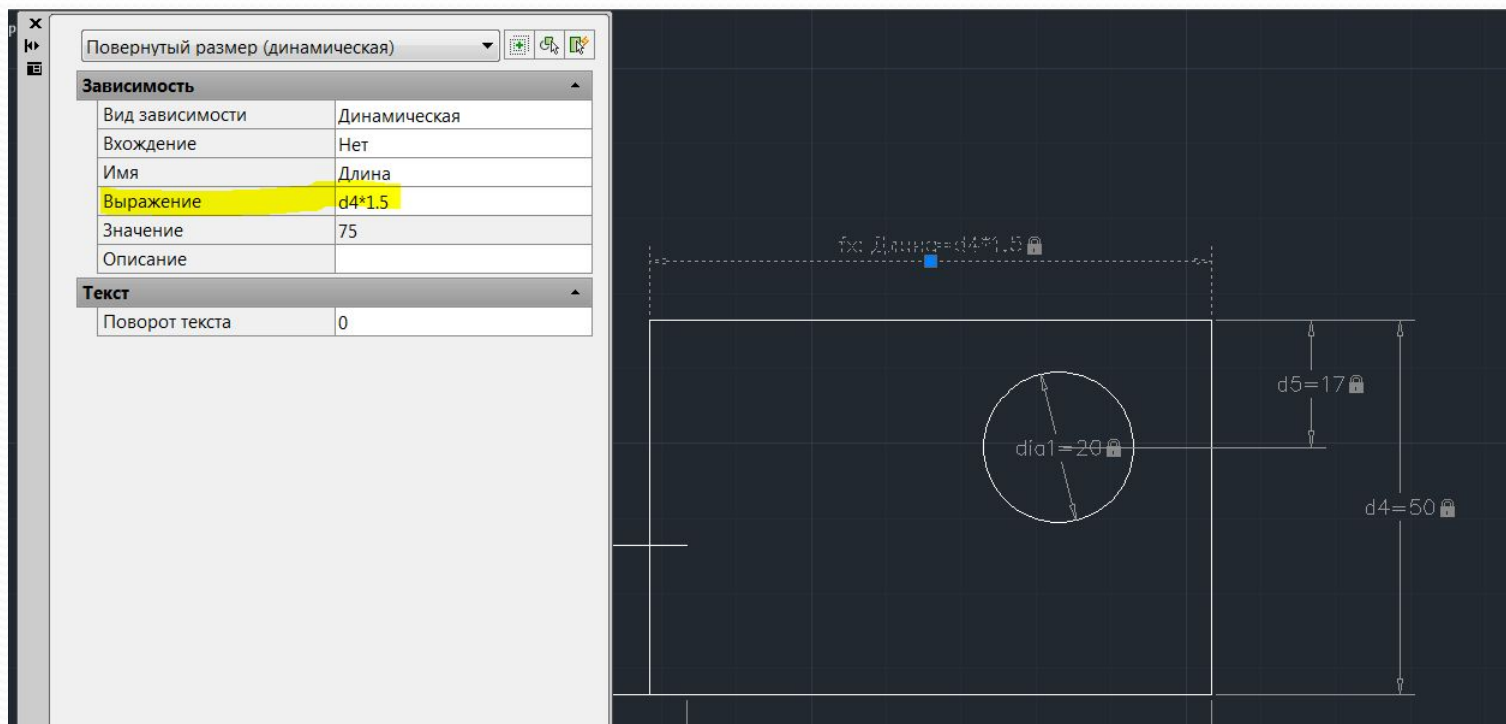 Повернутый размер (динамическая)
Зависимость
Вид зависимости Динамическая
Вхождение Нет
Имя Длина
Выражение d4*1.5
Значение 75
Описание
Текст
Поворот текста 0
fx: Длина=d4*1.5
d5=17
dia1=20
d4=50